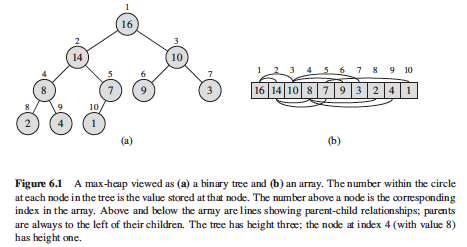 1
16
2 3
14 10
4 5 6 7
8 7 9 3
8 9 10
2 4 1
(a)
1 2 3 4 5 6 7 8 9 10
16 14 10 8 7 9 3 2 4 1
(b)
Figure 6.1 A max-heap viewed as (a) a binary tree and (b) an array. The number within the circle
at each node in the tree is the value stored at that node. The number above a node is the corresponding
index in the array. Above and below the array are lines showing parent-child relationships; parents
are always to the left of their children. The tree has height three; the node at index 4 (with value 8)
has height one.